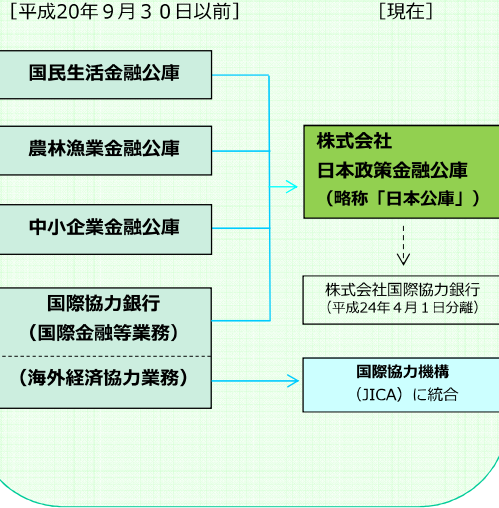 ［平成20年９月３０日以前］
［現在］
国民生活金融公庫
農林漁業金融公庫
中小企業金融公庫
国際協力銀行
（国際金融等業務）
（海外経済協力業務）
株式会社
日本政策金融公庫
（略称「日本公庫」）
株式会社国際協力銀行
（平成24年４月１日分離）
国際協力機構
（JICA）に統合